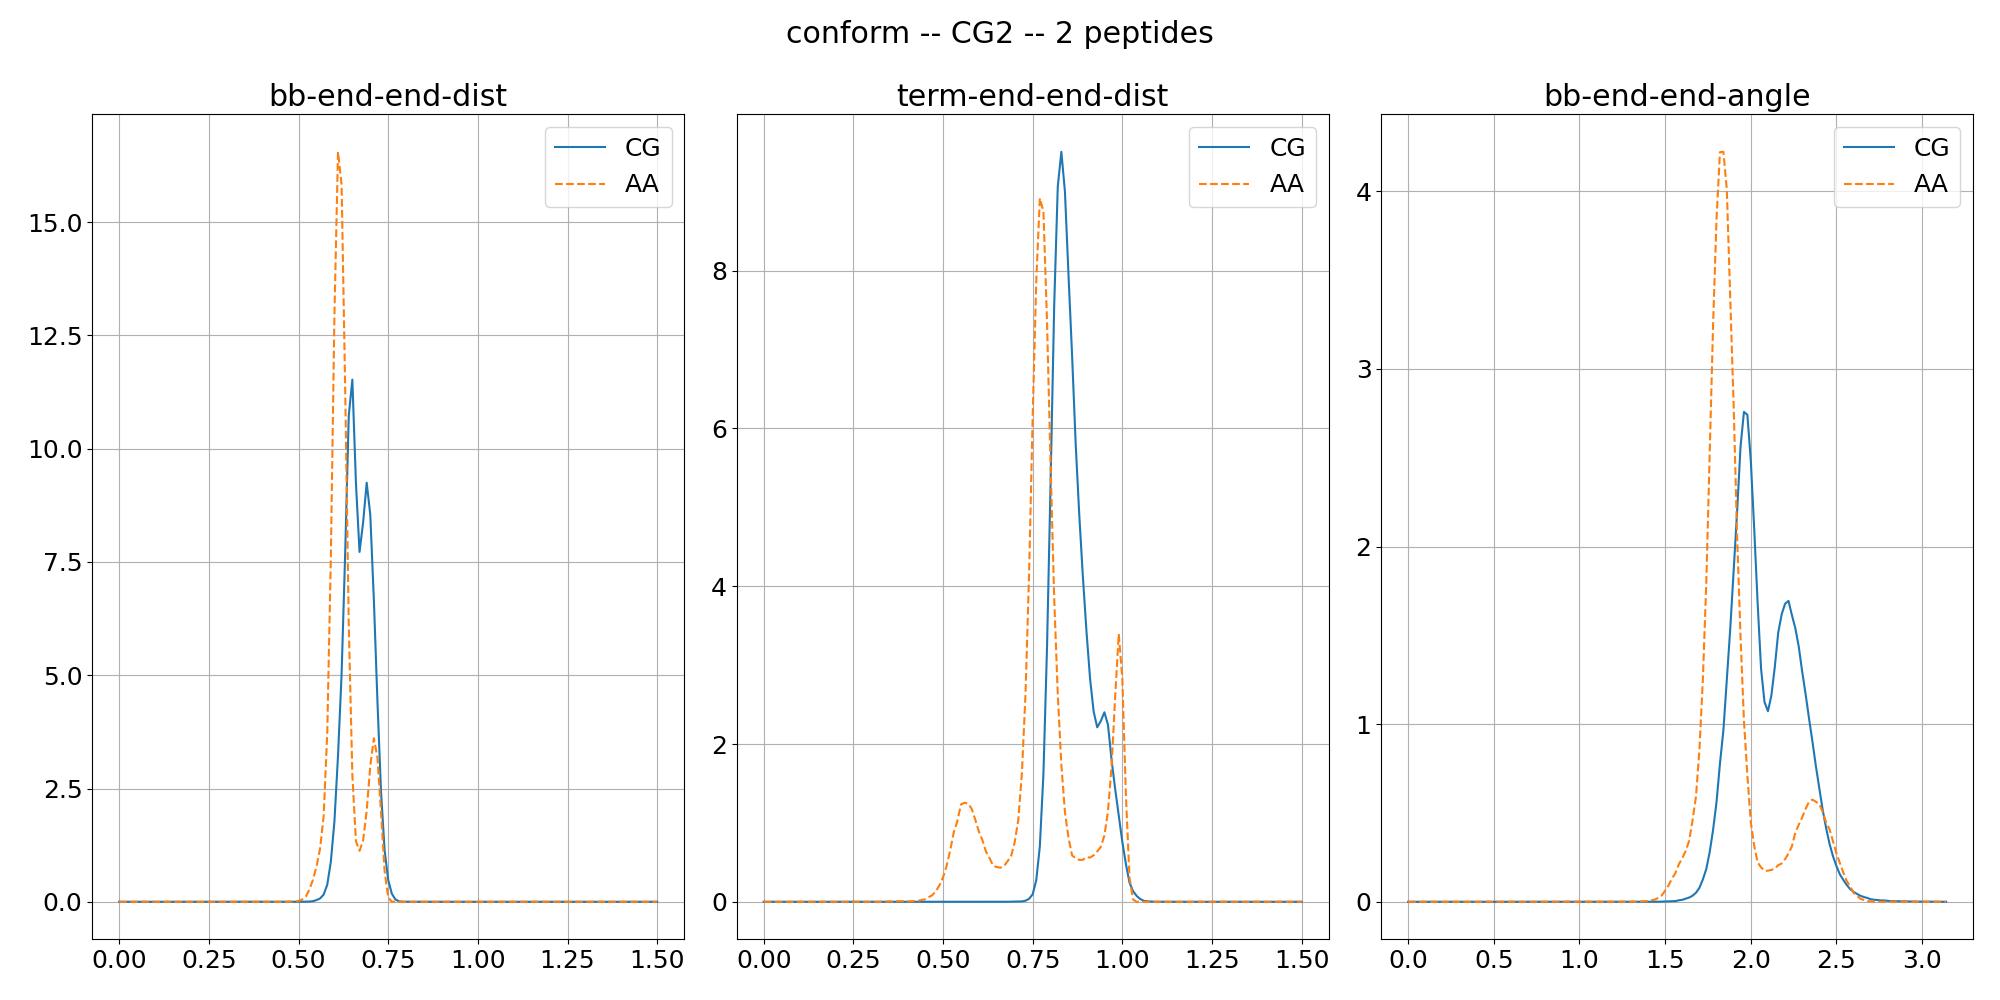 conform -- CG2 -- 2 peptides
bb-end-end-dist
CG
AA
15.0
12.5
10.0
7.5
5.0
2.5
0.0
0.00 0.25 0.50 0.75 1.00 1.25 1.50
term-end-end-dist
CG
AA
8
6
4
2
0
0.00 0.25 0.50 0.75 1.00 1.25 1.50
bb-end-end-angle
CG
AA
4
3
2
1
0
0.0 0.5 1.0 1.5 2.0 2.5 3.0